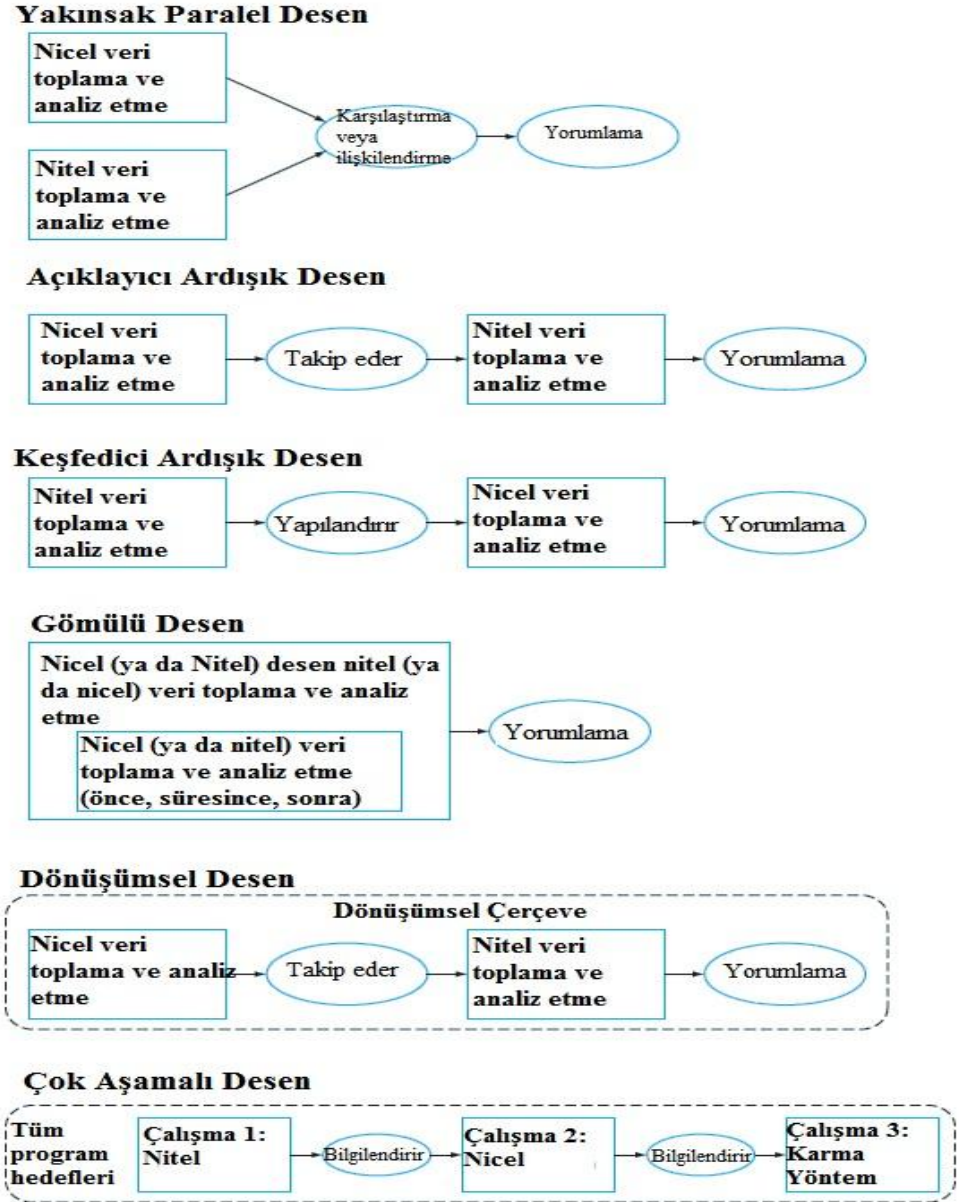 Yakınsak Paralel Desen
Nicel veri
toplama ve
analiz etme
Nitel veri
toplama ve
analiz etme
Karşılaştırma
veya
ilişkilendirme
Yorumlama
Açıklayıcı Ardışık Desen
Nicel veri
toplama ve
analiz etme
Takip eder
Nitel veri
toplama ve
analiz etme
Yorumlama
Keşfedici Ardışık Desen
Nitel veri
toplama ve
analiz etme
Yapılandırır
Nicel veri
toplama ve
analiz etme
Yorumlama
Gömülü Desen
Nicel (ya da Nitel) desen nitel (ya
da nicel) veri toplama ve analiz
etme
Nicel (ya da nitel) veri
toplama ve analiz etme
(önce, süresince, sonra)
Yorumlama
Dönüşümsel Desen
Dönüşümsel Çerçeve
Nicel veri
toplama ve analiz
etme
Takip eder
Nitel veri
toplama ve
analiz etme
Yorumlama
Çok Aşamalı Desen
Tüm
program
hedefleri
Çalışma 1:
Nitel
Bilgilendirir
Çalışma 2:
Nicel
Bilgilendirir
Çalışma 3:
Karma
Yöntem